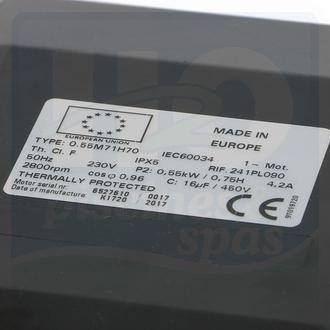 EUROPEAN UNION
MADE IN
EUROPE
TYPE: 0.55M71H70 IEC60034 1~ Mot.
Th. Cl. F IPX5 RIF. 241PL090
50Hz 230V P2: 0,55kW / 0,75H 4,2A
2800rpm cosφ 0,96 C: 16µF / 450V
THERMALLY PROTECTED
Motor serial nr: 8527610 / 0017
Date of manufacture: K1720 2017
CE
91009720
spas